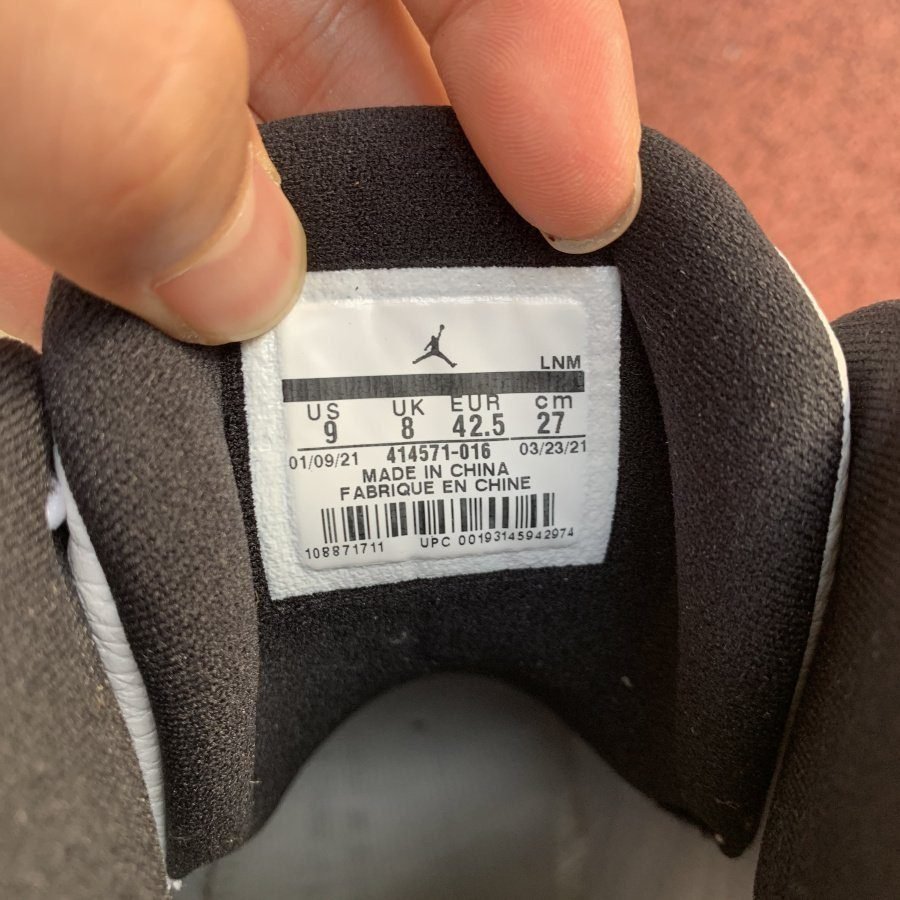 LNM
US UK EUR cm
9 8 42.5 27
01/09/21 414571-016 03/23/21
MADE IN CHINA
FABRIQUE EN CHINE
108871711 UPC 00193145942974